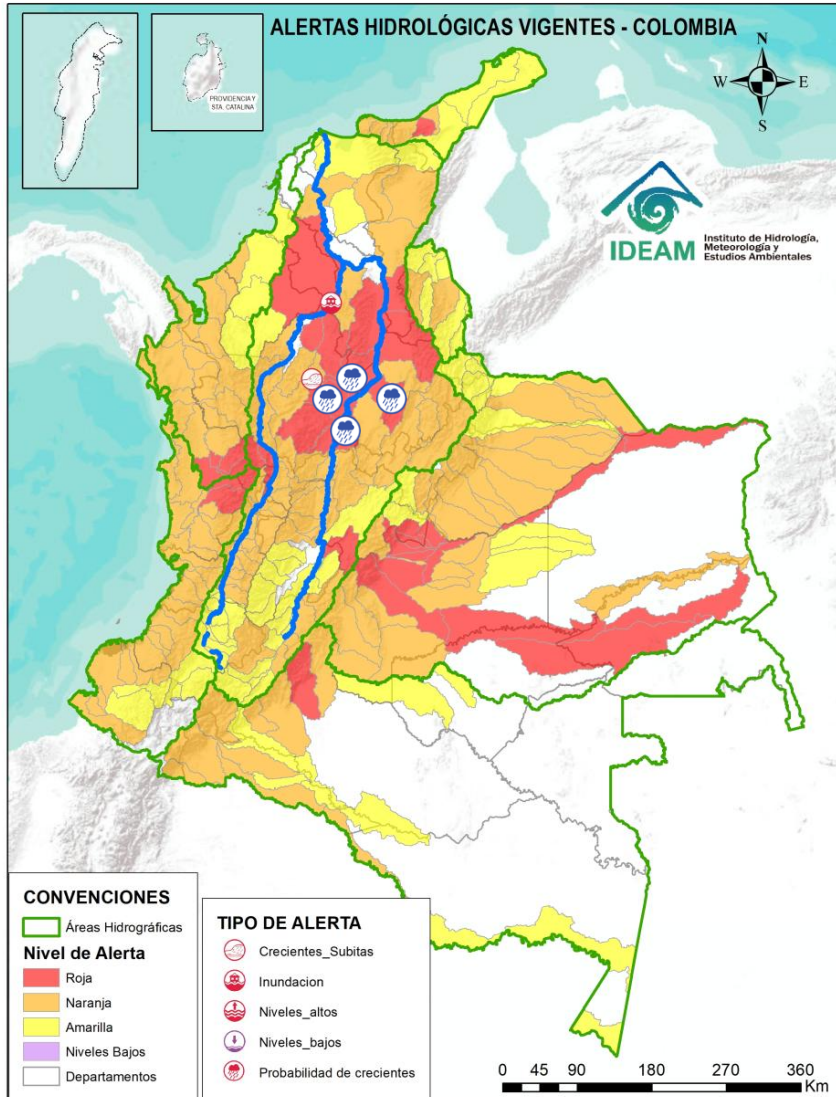 ALERTAS HIDROLÓGICAS VIGENTES - COLOMBIA
PROVIDENCIA Y
STA. CATALINA
N
W
E
S
IDEAM
Instituto de Hidrología,
Meteorología y
Estudios Ambientales
CONVENCIONES
Áreas Hidrográficas
Nivel de Alerta
Roja
Naranja
Amarilla
Niveles Bajos
Departamentos
TIPO DE ALERTA
Crecientes_Subitas
Inundacion
Niveles_altos
Niveles_bajos
Probabilidad de crecientes
0 45 90 180 270 360
Km